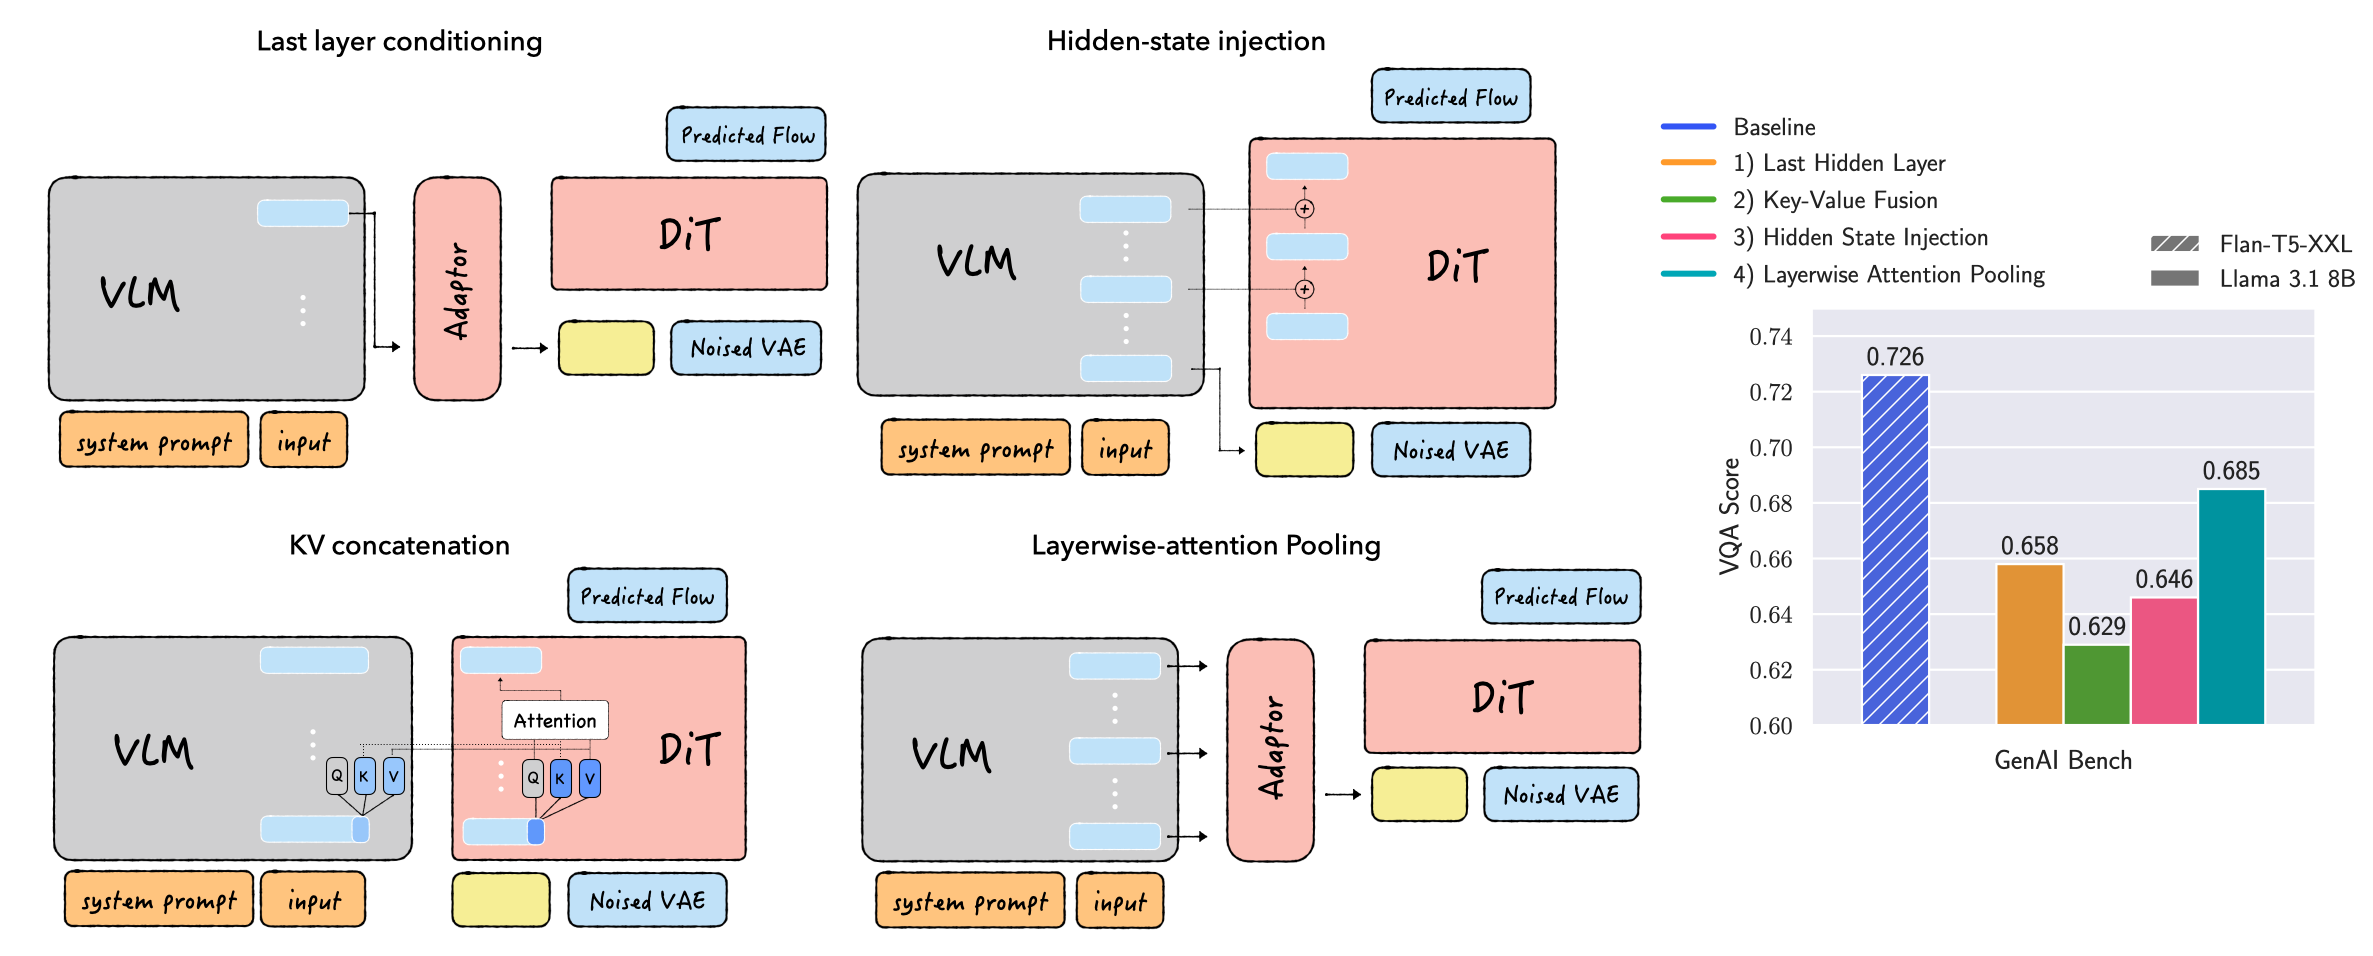 Last layer conditioning
Predicted Flow
VLM
Adaptor
DiT
Noised VAE
system prompt
input
Hidden-state injection
Predicted Flow
VLM
+
+
DiT
system prompt
input
Noised VAE
KV concatenation
Predicted Flow
VLM
Q K V
Attention
Q K V
DiT
system prompt
input
Noised VAE
Layerwise-attention Pooling
Predicted Flow
VLM
Adaptor
DiT
Noised VAE
system prompt
input
Baseline
1) Last Hidden Layer
2) Key-Value Fusion
3) Hidden State Injection
4) Layerwise Attention Pooling
Flan-T5-XXL
Llama 3.1 8B
VQA Score
0.74
0.72
0.70
0.68
0.66
0.64
0.62
0.60
0.726
0.658
0.629
0.646
0.685
GenAI Bench